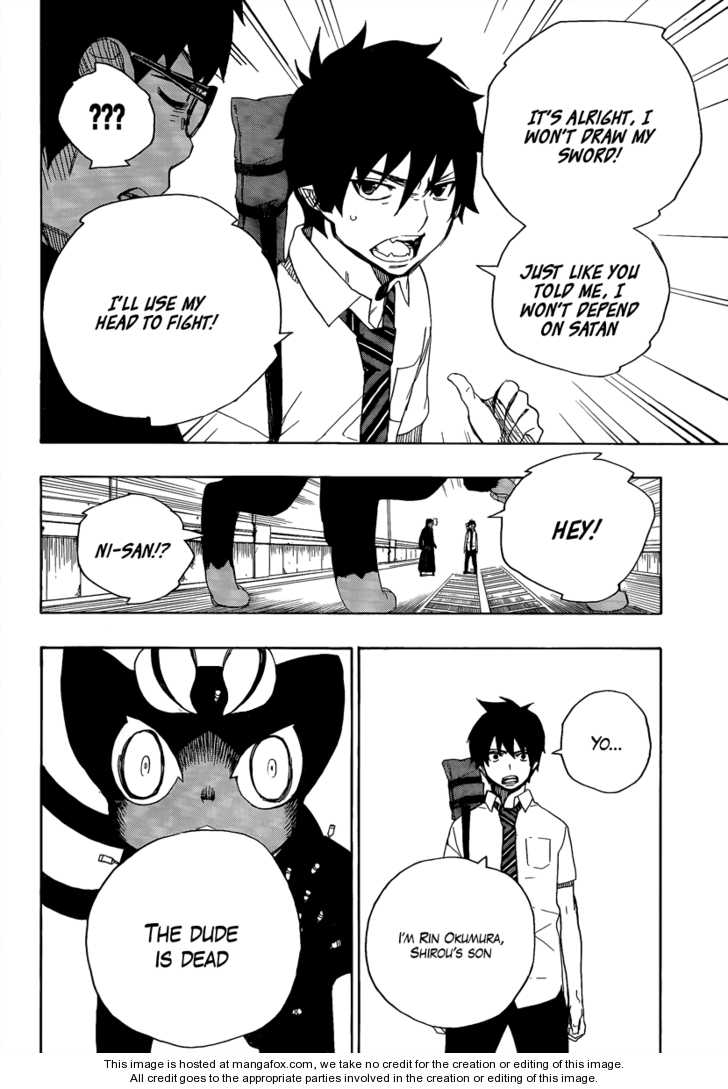 IT'S ALRIGHT, I
WON'T DRAW MY
SWORD!
JUST LIKE YOU
TOLD ME, I
WON'T DEPEND
ON SATAN
???
I'LL USE MY
HEAD TO FIGHT!
HEY!
NI-SAN!?
YO...
I'M RIN OKUMURA,
SHIROU'S SON
THE DUDE
IS DEAD
This image is hosted at mangafox.com, we take no credit for the creation or editing of this image.
All credit goes to the appropriate parties involved in the creation or editing of this image.